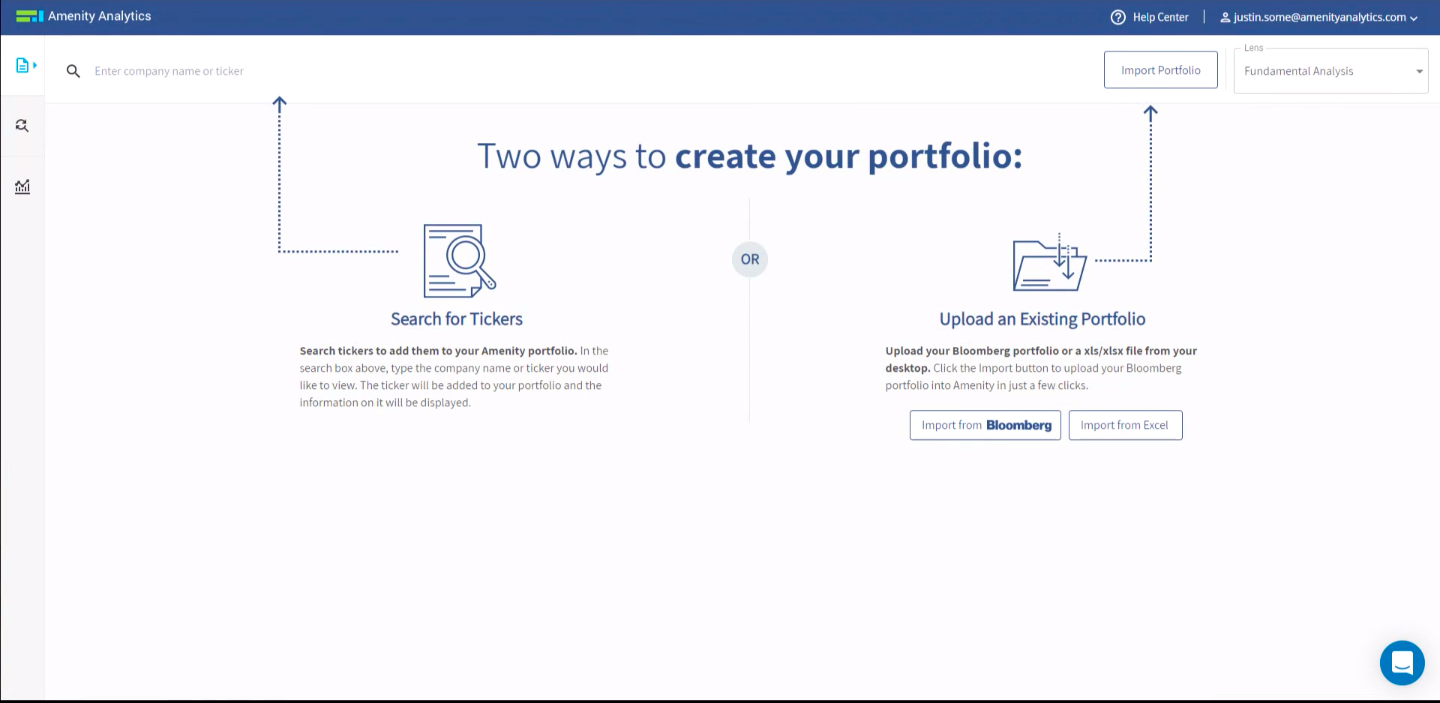 Amenity Analytics
Help Center
justin.some@amenityanalytics.com
Enter company name or ticker
Import Portfolio
Lens
Fundamental Analysis
Two ways to create your portfolio:
OR
Search for Tickers
Search tickers to add them to your Amenity portfolio. In the
search box above, type the company name or ticker you would
like to view. The ticker will be added to your portfolio and the
information on it will be displayed.
Upload an Existing Portfolio
Upload your Bloomberg portfolio or a xls/xlsx file from your
desktop. Click the Import button to upload your Bloomberg
portfolio into Amenity in just a few clicks.
Import from Bloomberg
Import from Excel